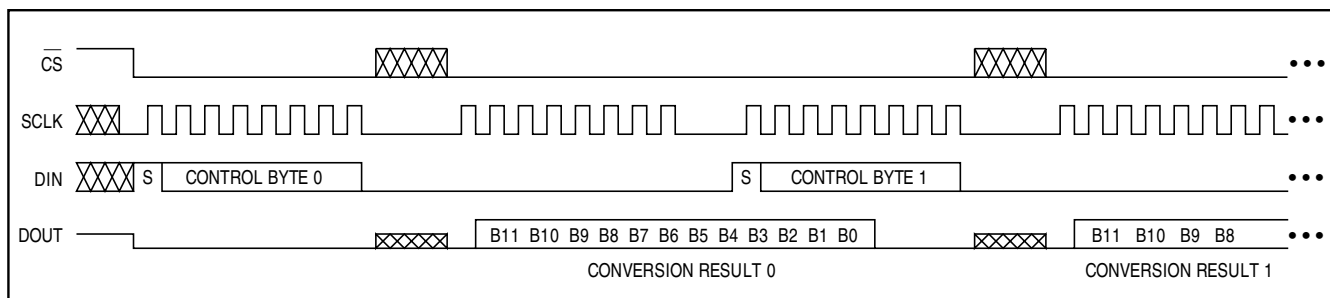 CS
SCLK
DIN S CONTROL BYTE 0 S CONTROL BYTE 1
DOUT B11 B10 B9 B8 B7 B6 B5 B4 B3 B2 B1 B0 B11 B10 B9 B8
CONVERSION RESULT 0 CONVERSION RESULT 1